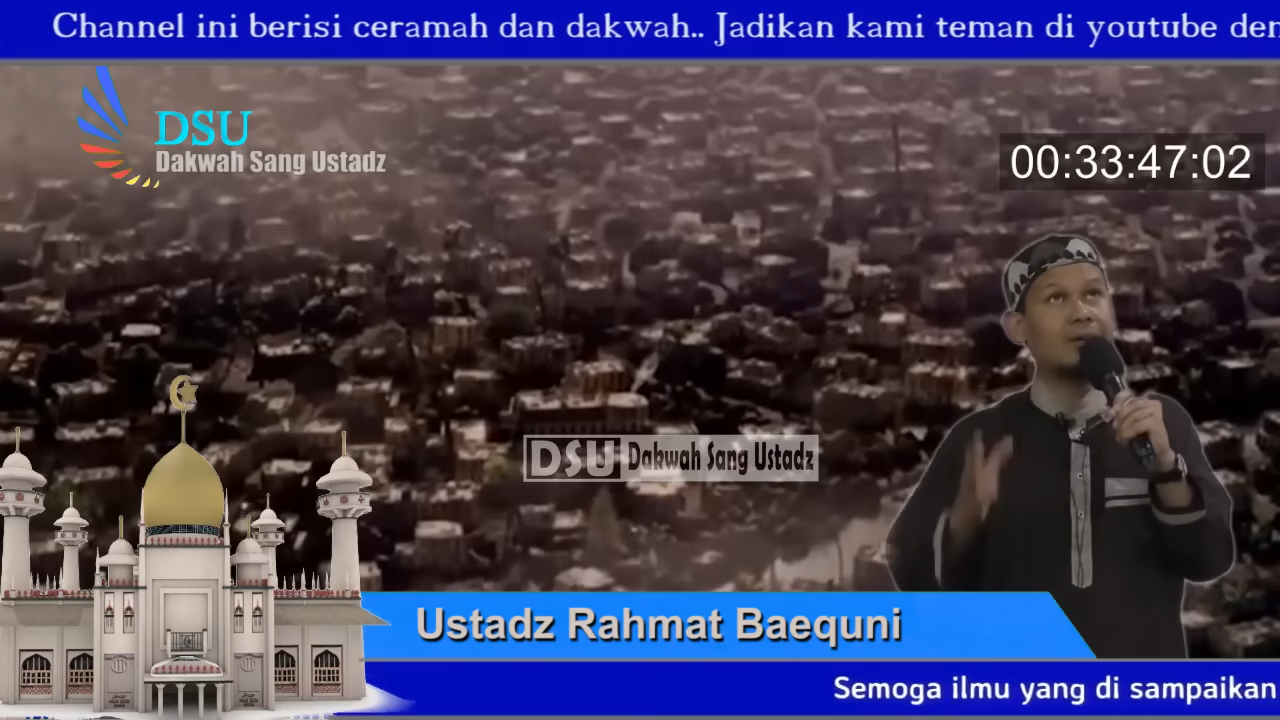 Channel ini berisi ceramah dan dakwah.. Jadikan kami teman di youtube den
DSU
Dakwah Sang Ustadz
00:33:47:02
DSU Dakwah Sang Ustadz
Ustadz Rahmat Baequni
Semoga ilmu yang di sampaikan